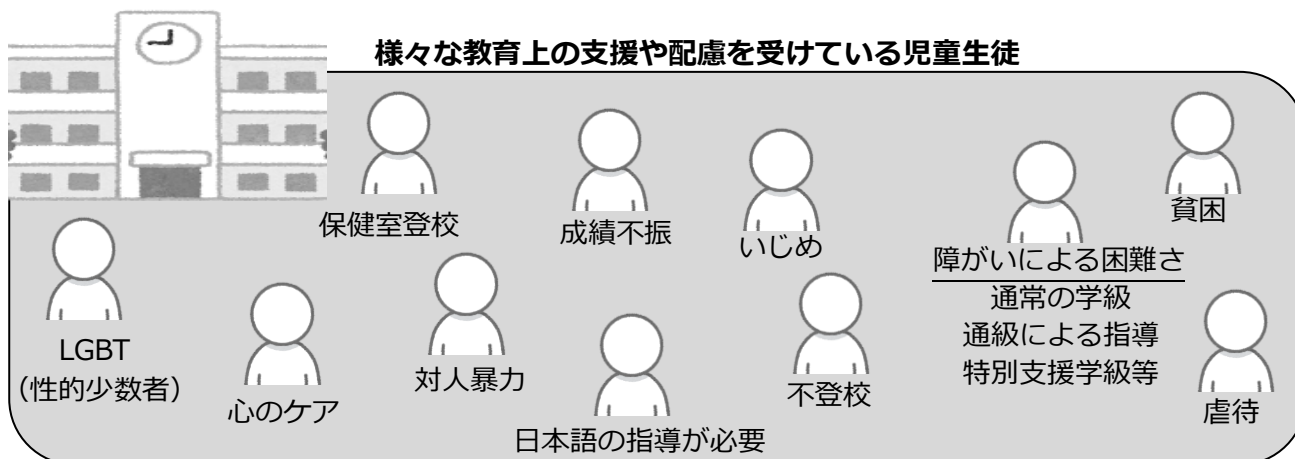 様々な教育上の支援や配慮を受けている児童生徒
保健室登校
成績不振
いじめ
貧困
障がいによる困難さ
通常の学級
通級による指導
特別支援学級等
LGBT
（性的少数者）
心のケア
対人暴力
日本語の指導が必要
不登校
虐待